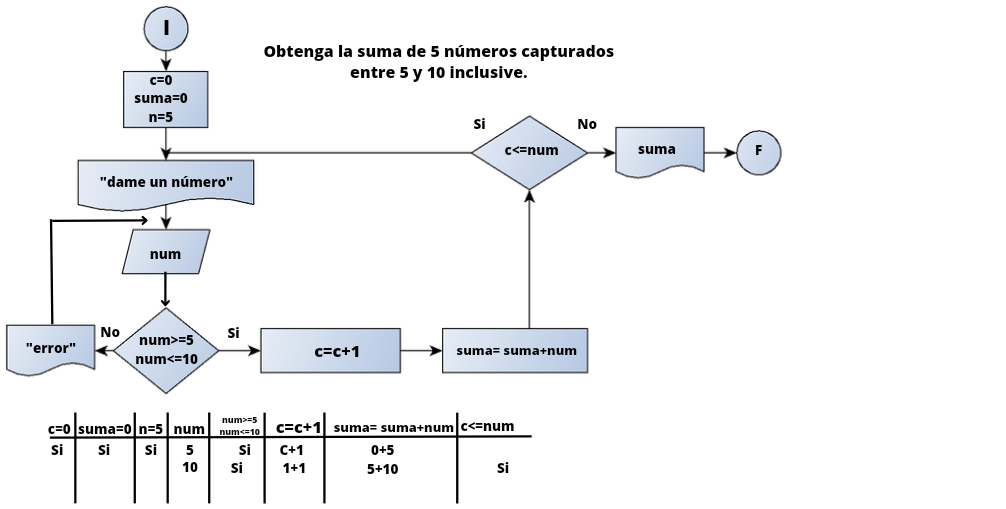 I
Obtenga la suma de 5 números capturados
entre 5 y 10 inclusive.
c=0
suma=0
n=5
Si
No
c<=num
suma
F
"dame un número"
num
"error"
No
num>=5
num<=10
Si
c=c+1
suma= suma+num
c=0 suma=0 n=5 num num>=5 num<=10 c=c+1 suma= suma+num c<=num
Si Si Si 5 Si C+1 0+5
10 Si 1+1 5+10 Si